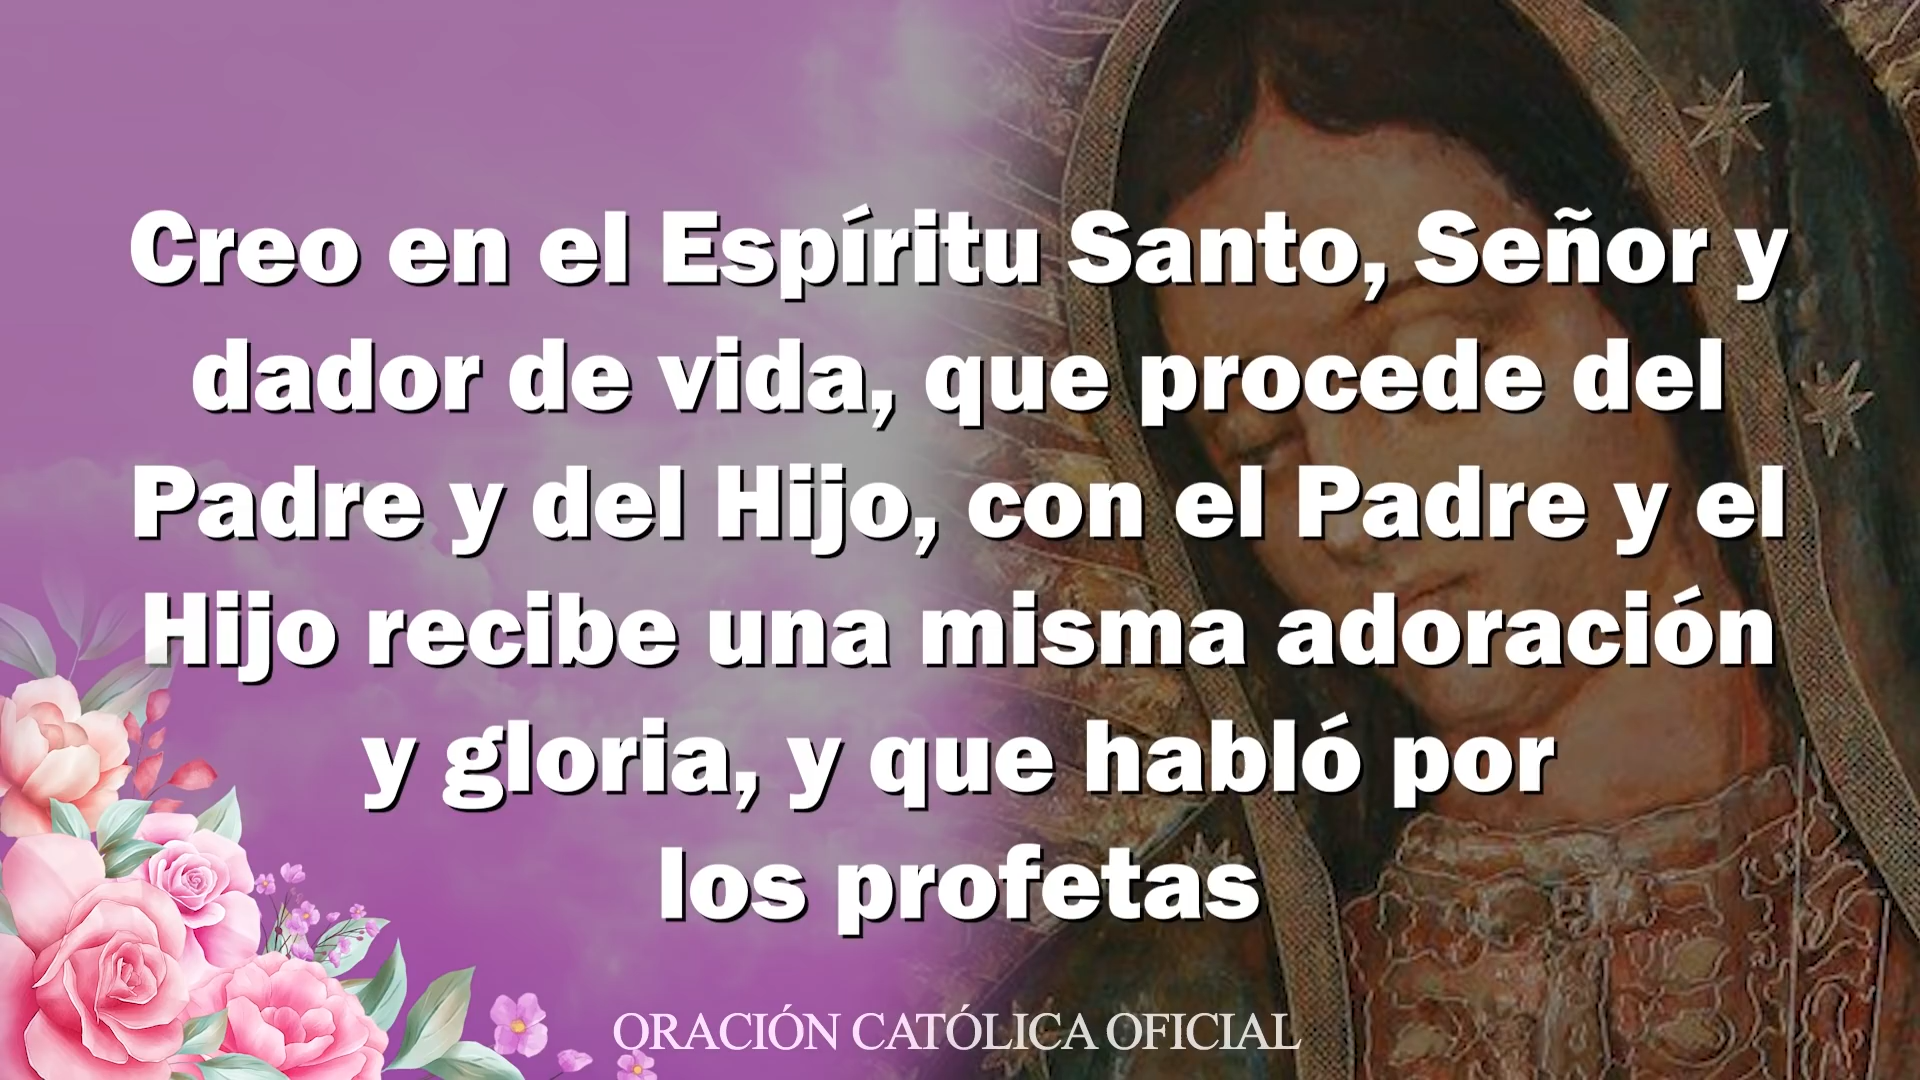 Creo en el Espíritu Santo, Señor y
dador de vida, que procede del
Padre y del Hijo, con el Padre y el
Hijo recibe una misma adoración
y gloria, y que habló por
los profetas
ORACIÓN CATÓLICA OFICIAL